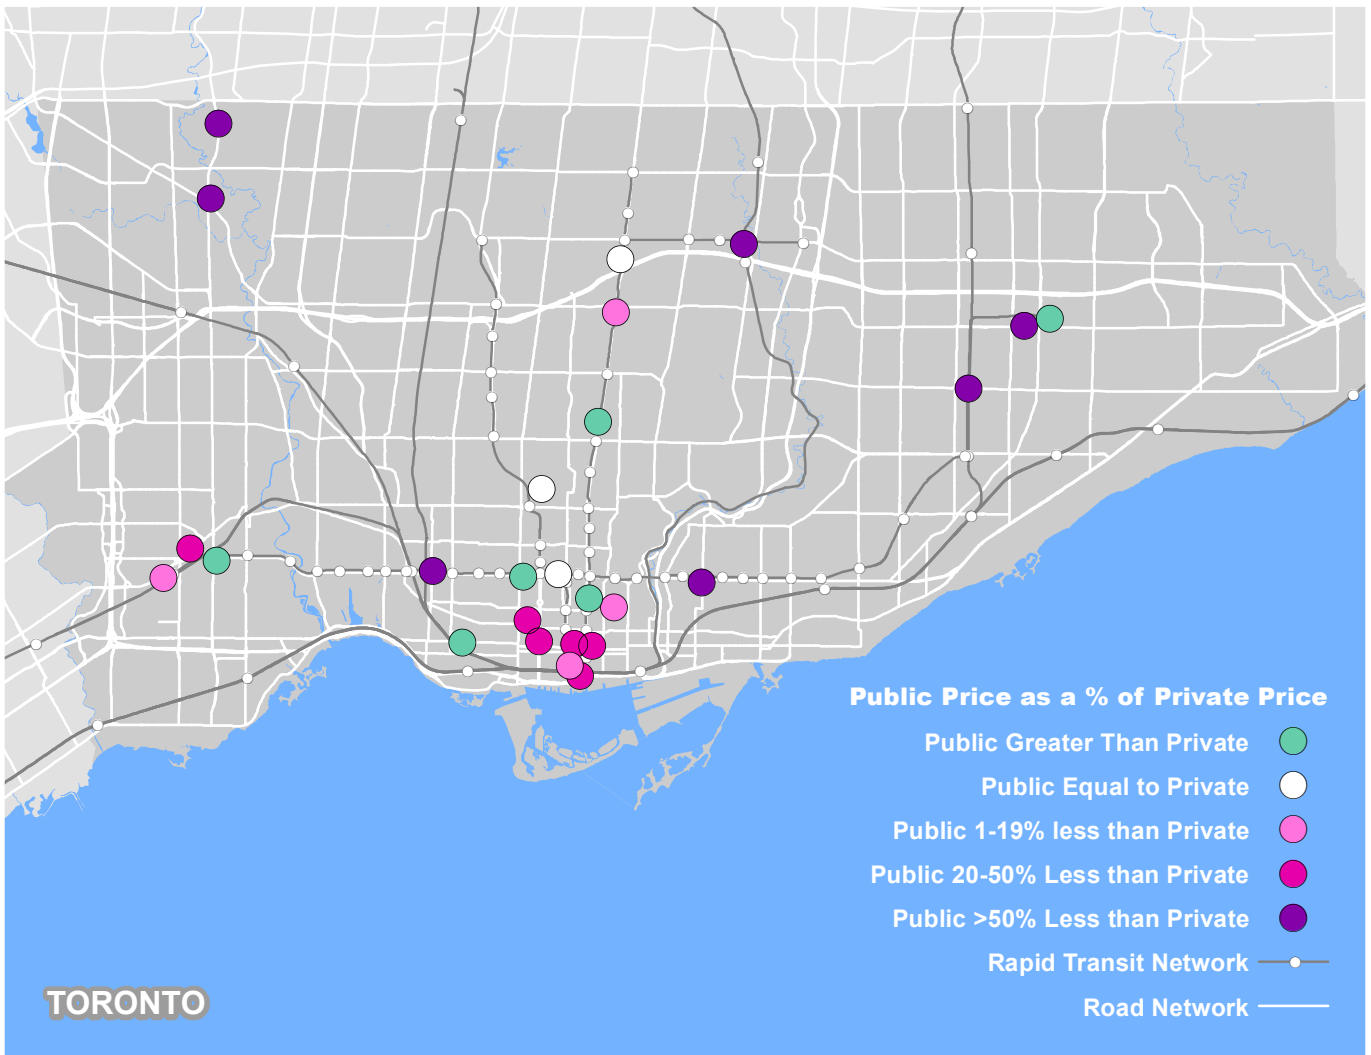 Public Price as a % of Private Price
Public Greater Than Private
Public Equal to Private
Public 1-19% less than Private
Public 20-50% Less than Private
Public >50% Less than Private
Rapid Transit Network
Road Network
TORONTO